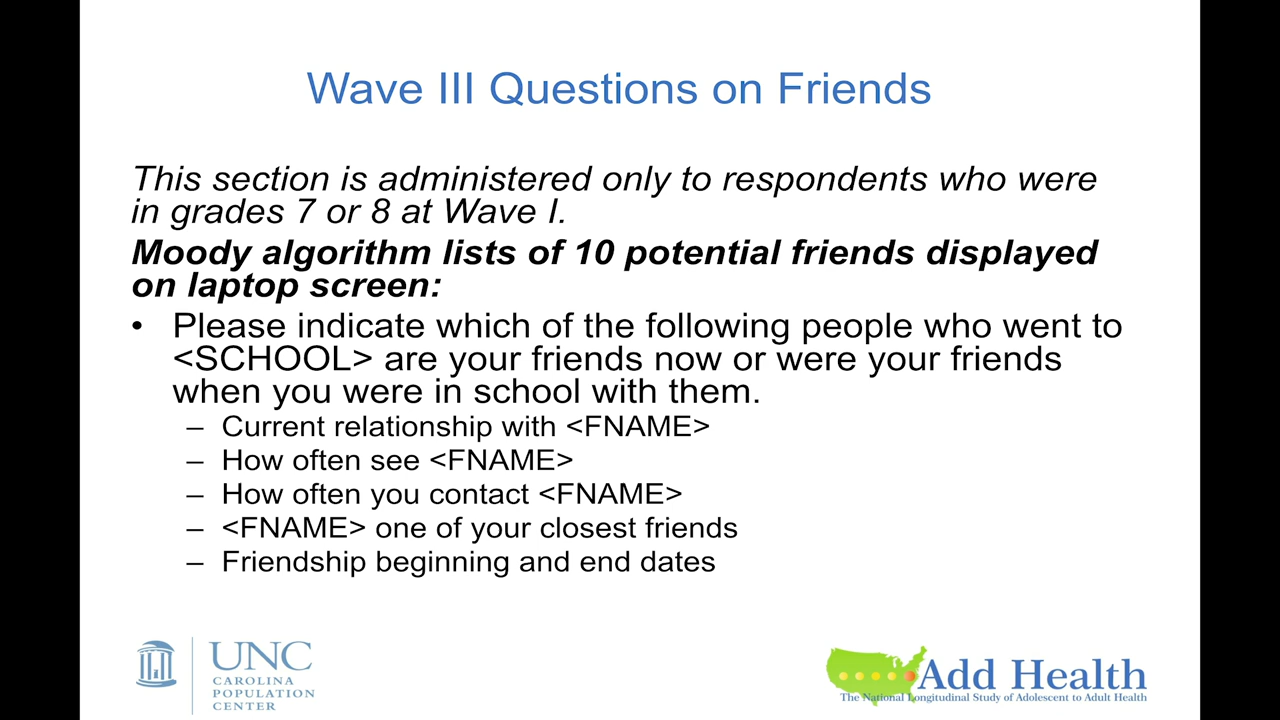 Wave III Questions on Friends
This section is administered only to respondents who were
in grades 7 or 8 at Wave I.
Moody algorithm lists of 10 potential friends displayed
on laptop screen:
• Please indicate which of the following people who went to
<SCHOOL> are your friends now or were your friends
when you were in school with them.
– Current relationship with <FNAME>
– How often see <FNAME>
– How often you contact <FNAME>
– <FNAME> one of your closest friends
– Friendship beginning and end dates
UNC
CAROLINA
POPULATION
CENTER
Add Health
The National Longitudinal Study of Adolescent to Adult Health